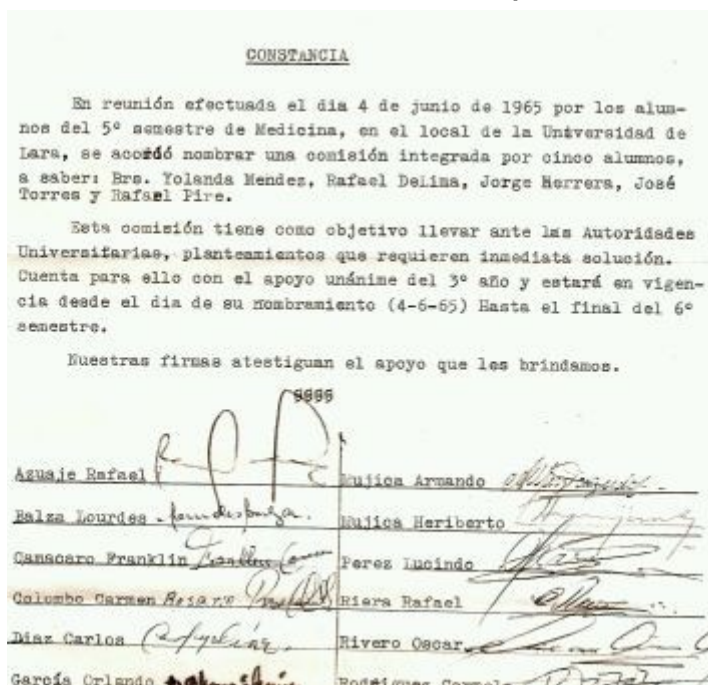 CONSTANCIA
En reunión efectuada el dia 4 de junio de 1965 por los alum-
nos del 5º semestre de Medicina, en el local de la Universidad de
Lara, se acordó nombrar una comisión integrada por cinco alumnos,
a saber: Brs. Yolanda Mendez, Rafael DeLima, Jorge Herrera, José
Torres y Rafael Pire.
Esta comisión tiene como objetivo llevar ante las Autoridades
Universitarias, planteamientos que requieren inmediata solución.
Cuenta para ello con el apoyo unánime del 3º año y estará en vigen-
cia desde el dia de su nombramiento (4-6-65) Hasta el final del 6º
semestre.
Nuestras firmas atestiguan el apoyo que les brindamos.
§§§§
Azuaje Rafael Mujica Armando
Balza Lourdes Mujica Heriberto
Canacaro Franklin Perez Lucindo
Colombo Carmen Rosario Riera Rafael
Diaz Carlos Rivero Oscar
García Orlando Rodriguez Carmelo